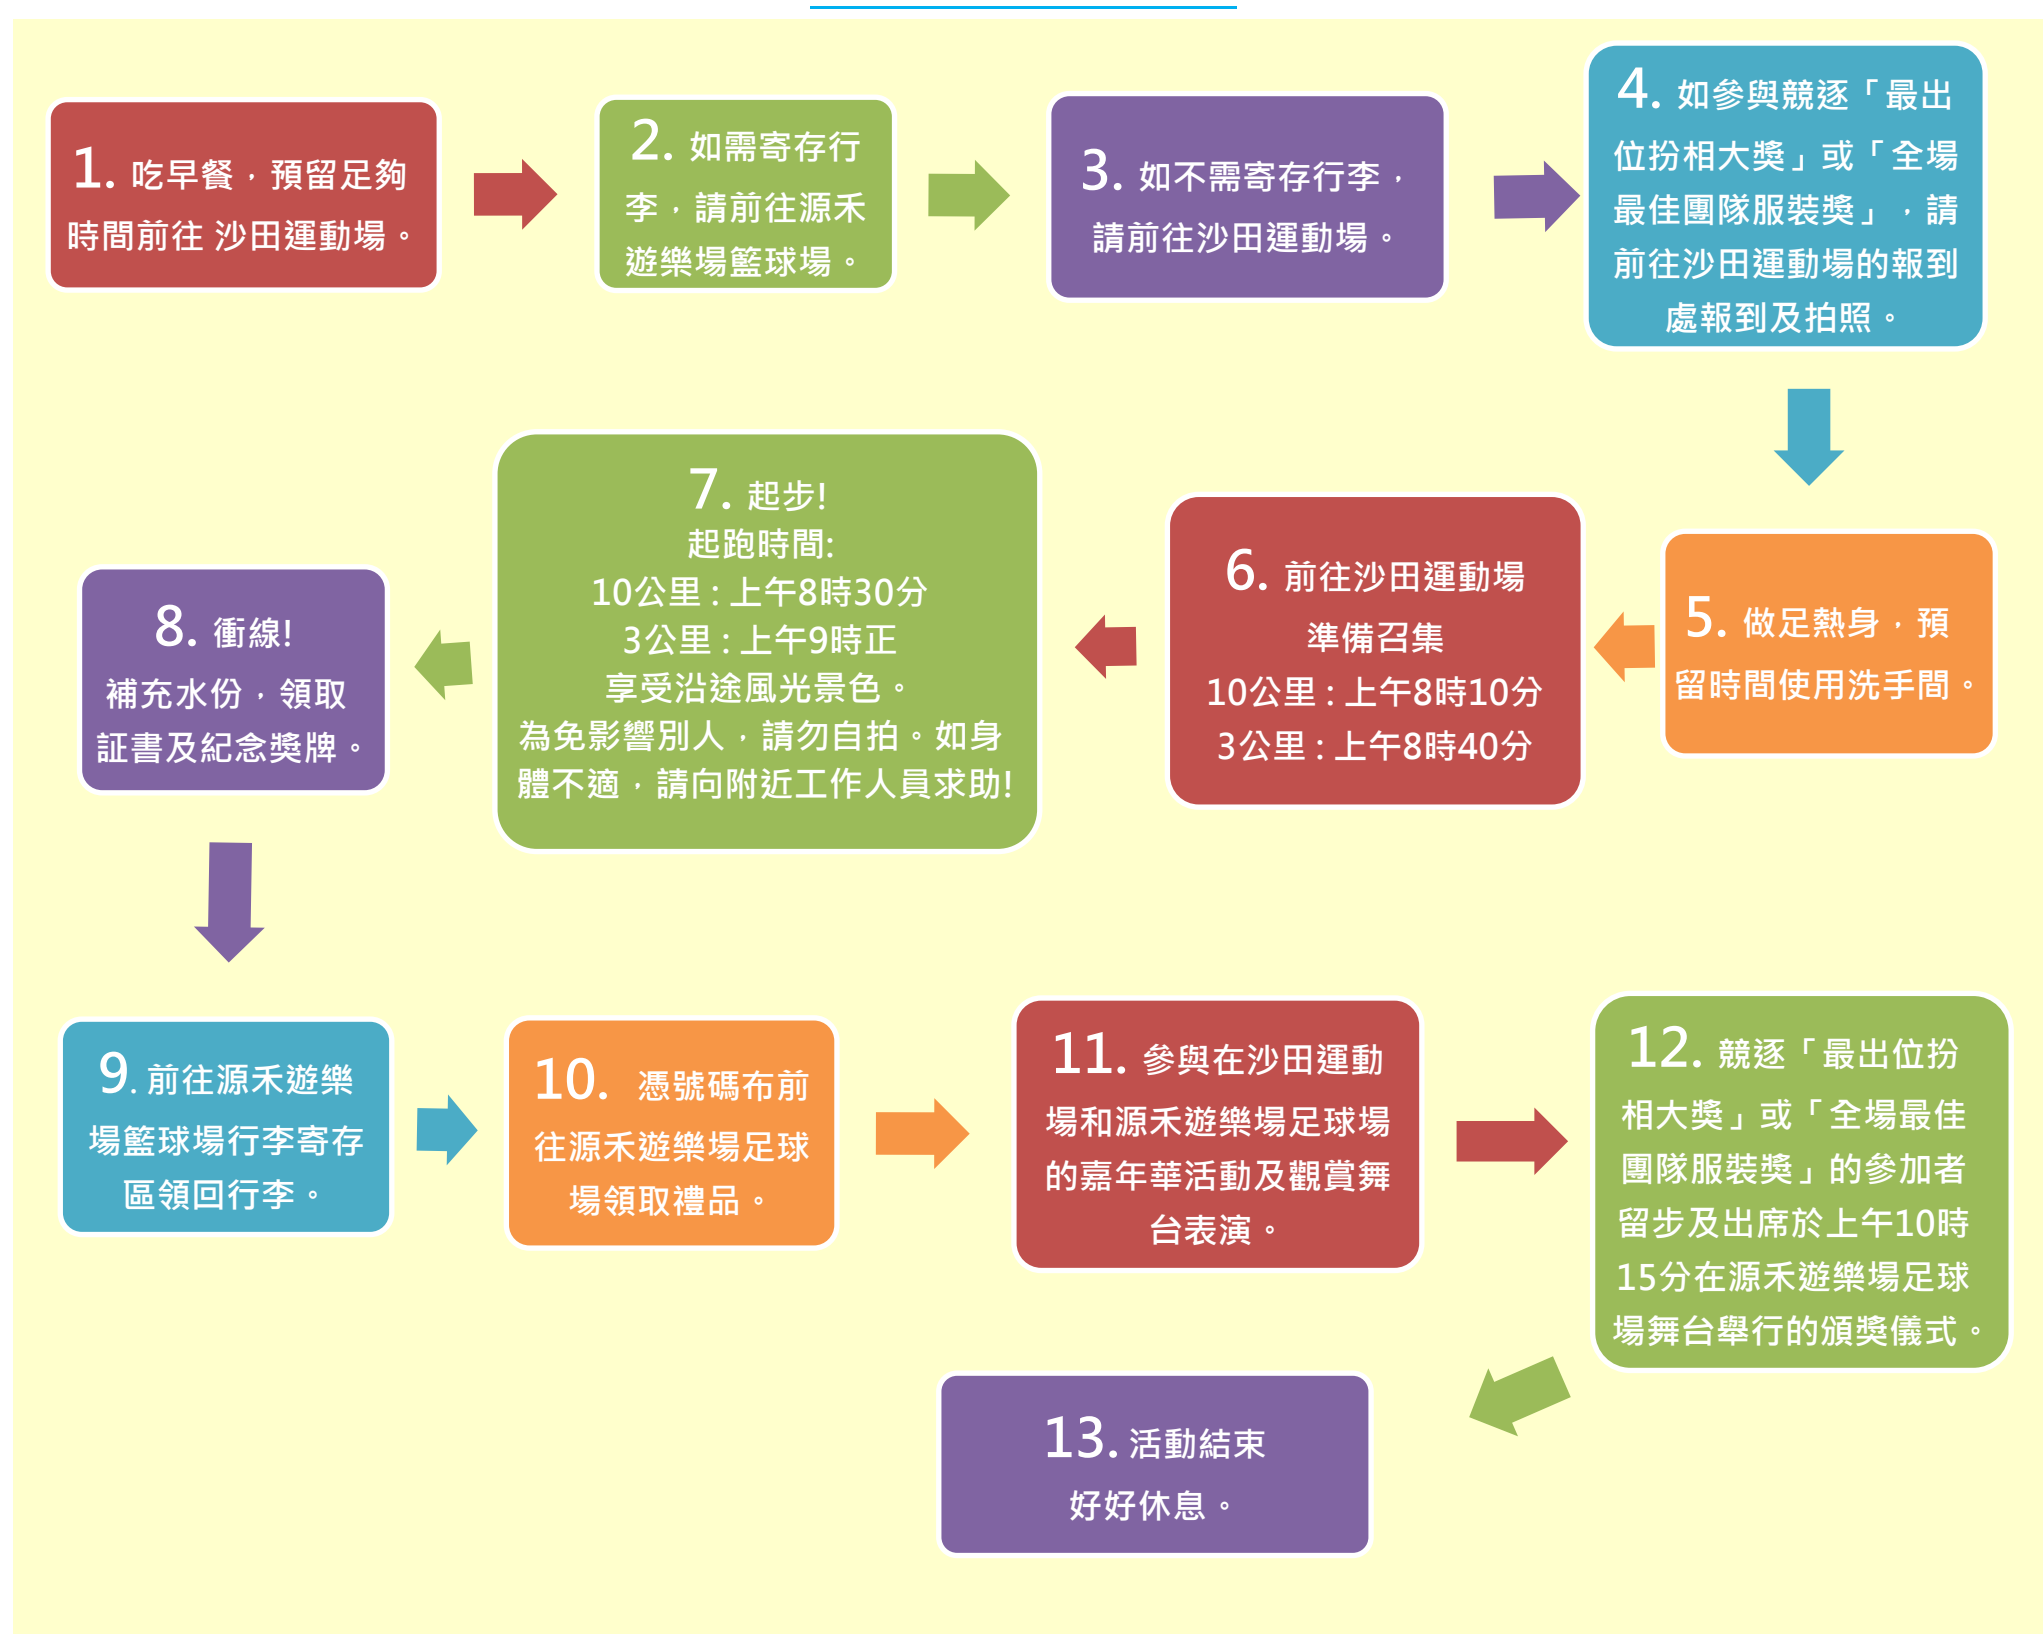 1. 吃早餐，預留足夠
時間前往 沙田運動場。
2. 如需寄存行
李，請前往源禾
遊樂場籃球場。
3. 如不需寄存行李，
請前往沙田運動場。
4. 如參與競逐「最出
位扮相大獎」或「全場
最佳團隊服裝獎」，請
前往沙田運動場的報到
處報到及拍照。
5. 做足熱身，預
留時間使用洗手間。
6. 前往沙田運動場
準備召集
10公里 : 上午8時10分
3公里 : 上午8時40分
7. 起步!
起跑時間:
10公里 : 上午8時30分
3公里 : 上午9時正
享受沿途風光景色。
為免影響別人，請勿自拍。如身
體不適，請向附近工作人員求助!
8. 衝線!
補充水份，領取
証書及紀念獎牌。
9. 前往源禾遊樂
場籃球場行李寄存
區領回行李。
10. 憑號碼布前
往源禾遊樂場足球
場領取禮品。
11. 參與在沙田運動
場和源禾遊樂場足球場
的嘉年華活動及觀賞舞
台表演。
12. 競逐「最出位扮
相大獎」或「全場最佳
團隊服裝獎」的參加者
留步及出席於上午10時
15分在源禾遊樂場足球
場舞台舉行的頒獎儀式。
13. 活動結束
好好休息。